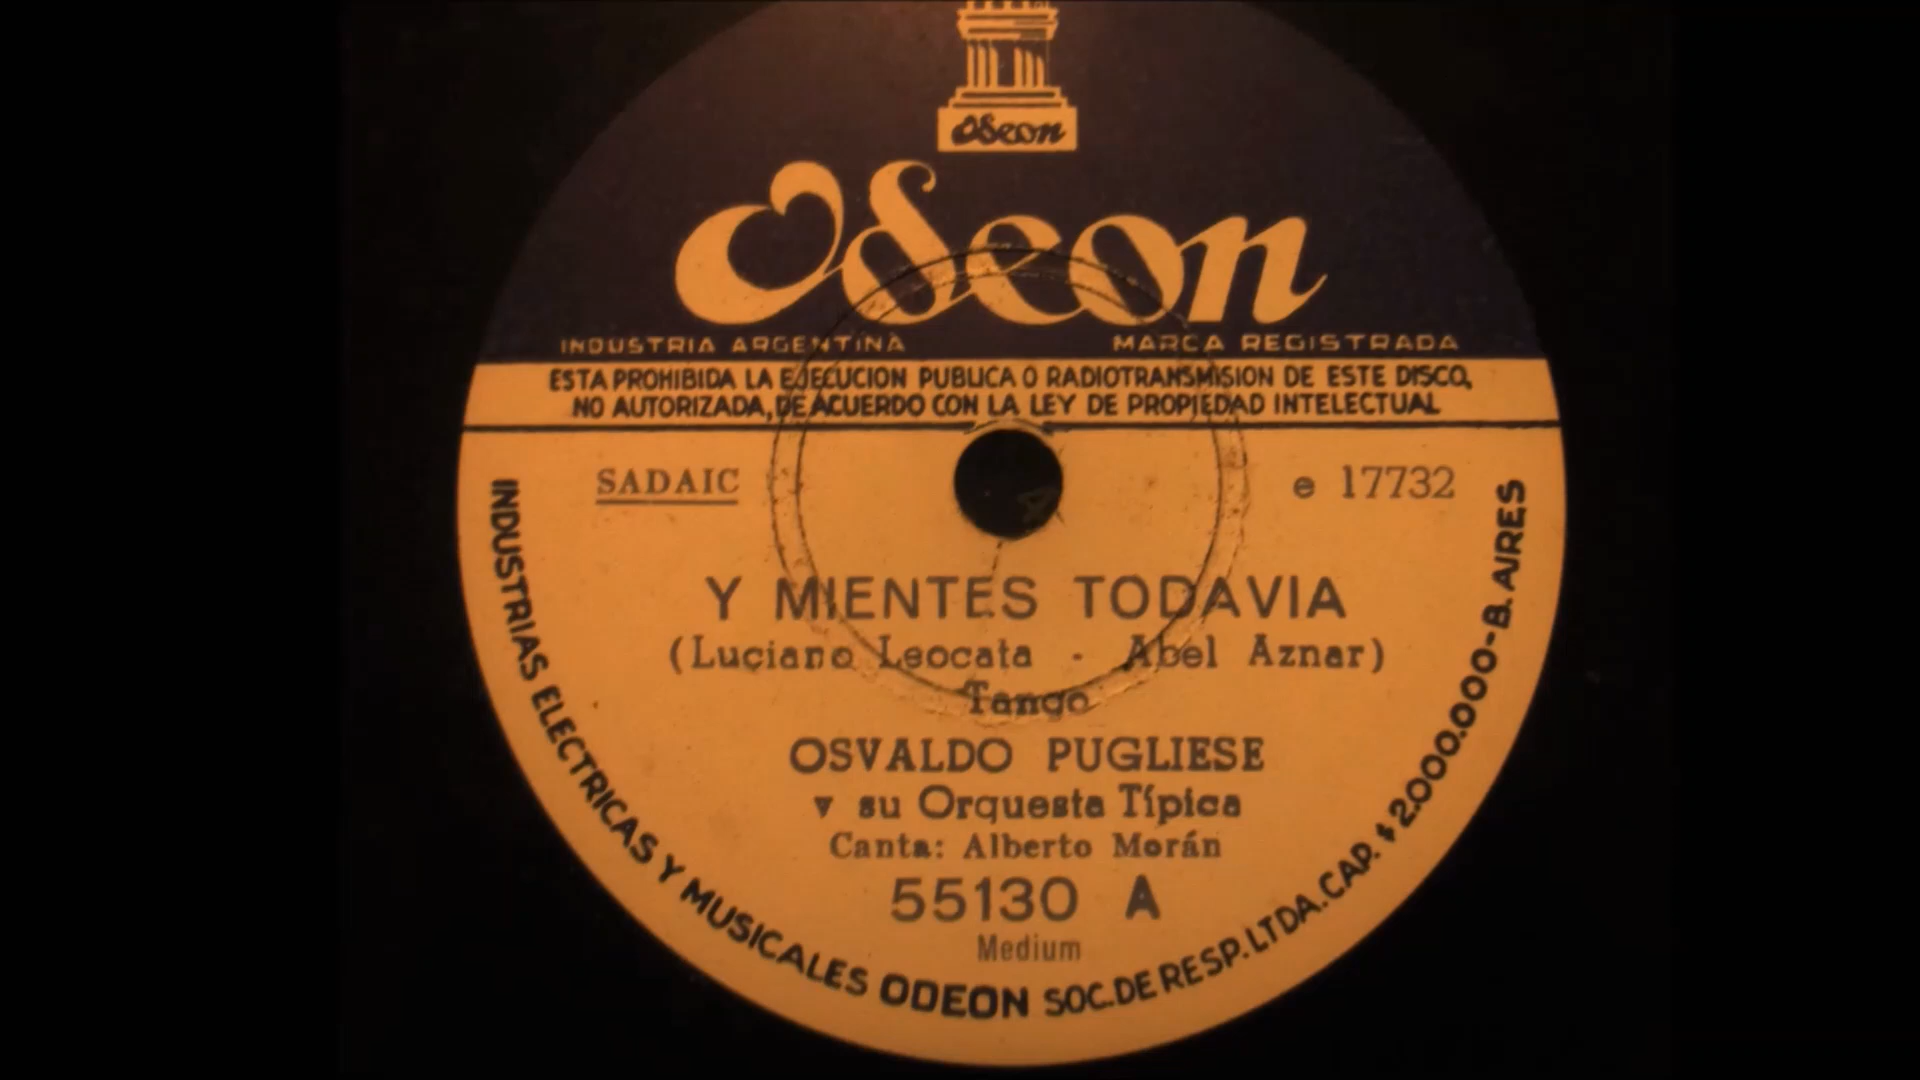 Odeon
Odeon
INDUSTRIA ARGENTINA MARCA REGISTRADA
ESTA PROHIBIDA LA EJECUCION PUBLICA O RADIOTRANSMISION DE ESTE DISCO,
NO AUTORIZADA, DE ACUERDO CON LA LEY DE PROPIEDAD INTELECTUAL
SADAIC e 17732
Y MIENTES TODAVIA
(Luciano Leocata - Abel Aznar)
Tango
OSVALDO PUGLIESE
y su Orquesta Típica
Canta: Alberto Morán
55130 A
Medium
INDUSTRIAS ELECTRICAS Y MUSICALES ODEON SOC. DE RESP. LTDA. CAP. $ 2.000.000-B. AIRES